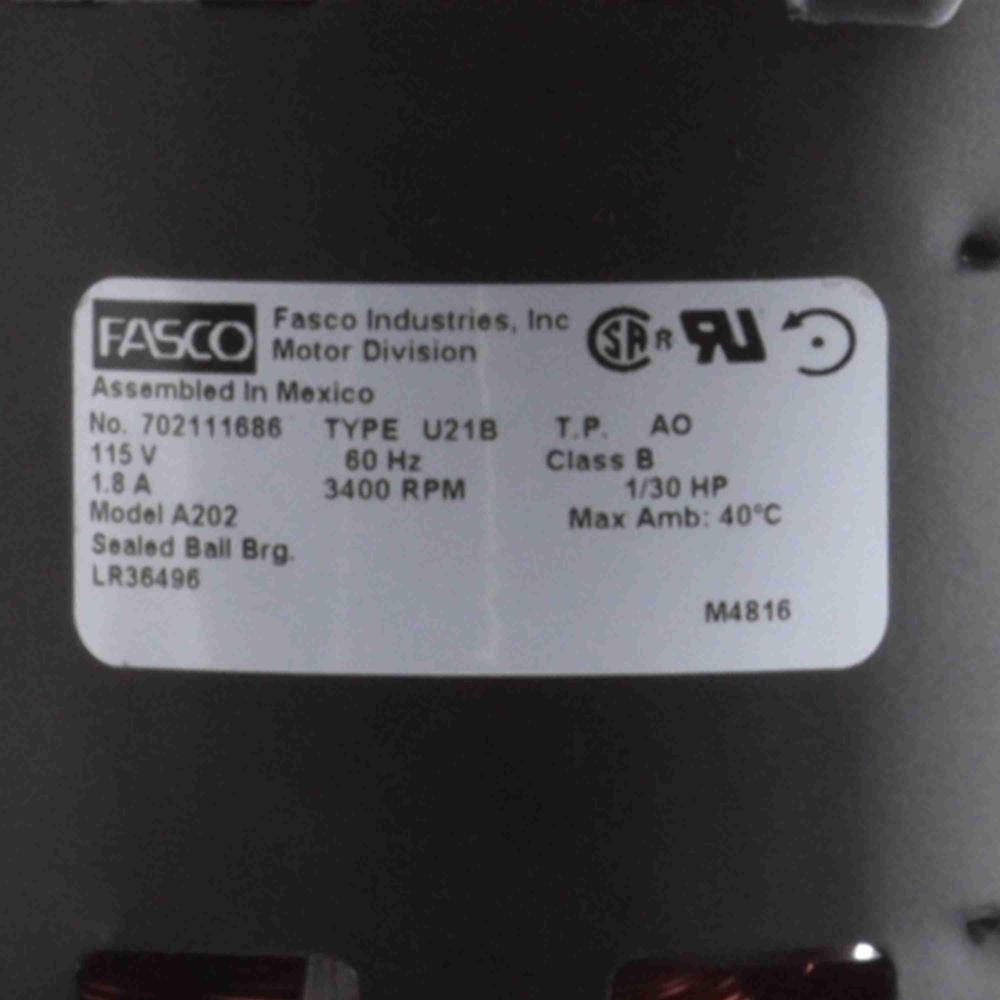 FASCO
Fasco Industries, Inc
Motor Division
Assembled In Mexico
No. 702111686 TYPE U21B T.P. AO
115 V 60 Hz Class B
1.8 A 3400 RPM 1/30 HP
Model A202 Max Amb: 40°C
Sealed Ball Brg.
LR36496
M4816